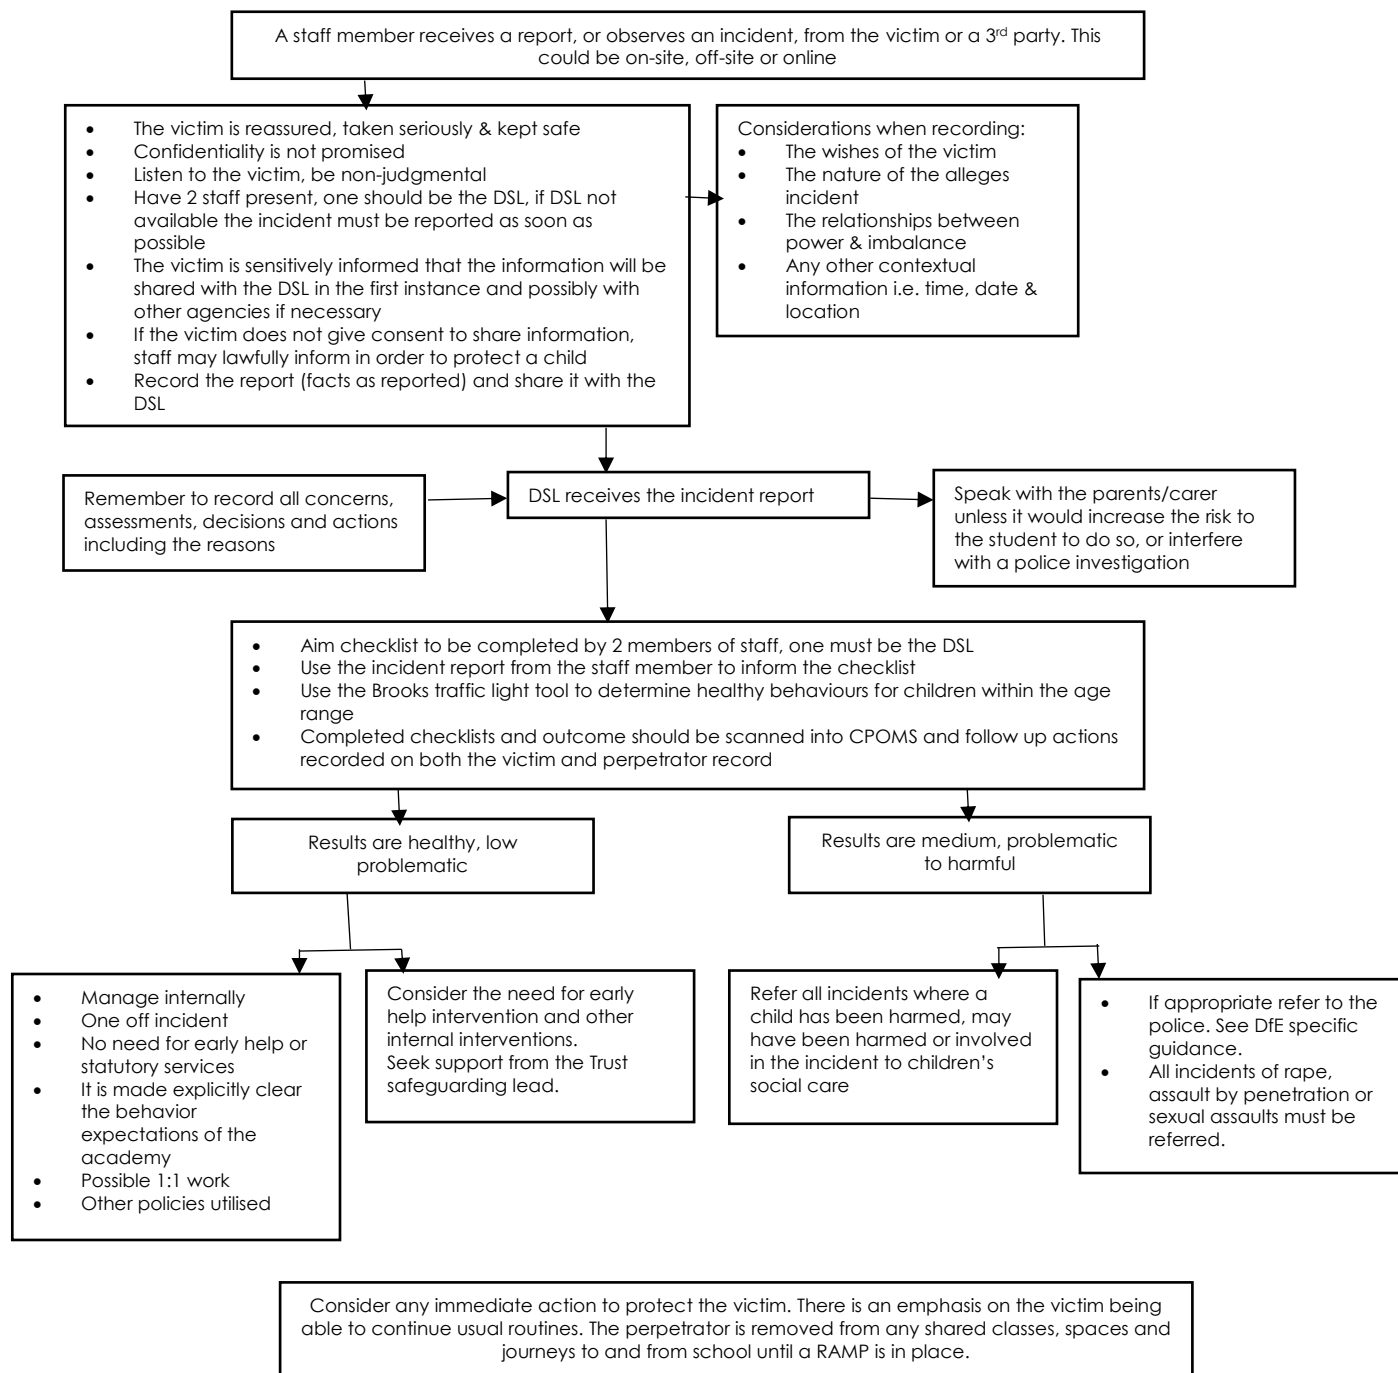 A staff member receives a report, or observes an incident, from the victim or a 3rd party. This
could be on-site, off-site or online
• The victim is reassured, taken seriously & kept safe
• Confidentiality is not promised
• Listen to the victim, be non-judgmental
• Have 2 staff present, one should be the DSL, if DSL not
available the incident must be reported as soon as
possible
• The victim is sensitively informed that the information will be
shared with the DSL in the first instance and possibly with
other agencies if necessary
• If the victim does not give consent to share information,
staff may lawfully inform in order to protect a child
• Record the report (facts as reported) and share it with the
DSL
Considerations when recording:
• The wishes of the victim
• The nature of the alleges
incident
• The relationships between
power & imbalance
• Any other contextual
information i.e. time, date &
location
Remember to record all concerns,
assessments, decisions and actions
including the reasons
DSL receives the incident report
Speak with the parents/carer
unless it would increase the risk to
the student to do so, or interfere
with a police investigation
• Aim checklist to be completed by 2 members of staff, one must be the DSL
• Use the incident report from the staff member to inform the checklist
• Use the Brooks traffic light tool to determine healthy behaviours for children within the age
range
• Completed checklists and outcome should be scanned into CPOMS and follow up actions
recorded on both the victim and perpetrator record
Results are healthy, low
problematic
Results are medium, problematic
to harmful
• Manage internally
• One off incident
• No need for early help or
statutory services
• It is made explicitly clear
the behavior
expectations of the
academy
• Possible 1:1 work
• Other policies utilised
Consider the need for early
help intervention and other
internal interventions.
Seek support from the Trust
safeguarding lead.
Refer all incidents where a
child has been harmed, may
have been harmed or involved
in the incident to children's
social care
• If appropriate refer to the
police. See DfE specific
guidance.
• All incidents of rape,
assault by penetration or
sexual assaults must be
referred.
Consider any immediate action to protect the victim. There is an emphasis on the victim being
able to continue usual routines. The perpetrator is removed from any shared classes, spaces and
journeys to and from school until a RAMP is in place.